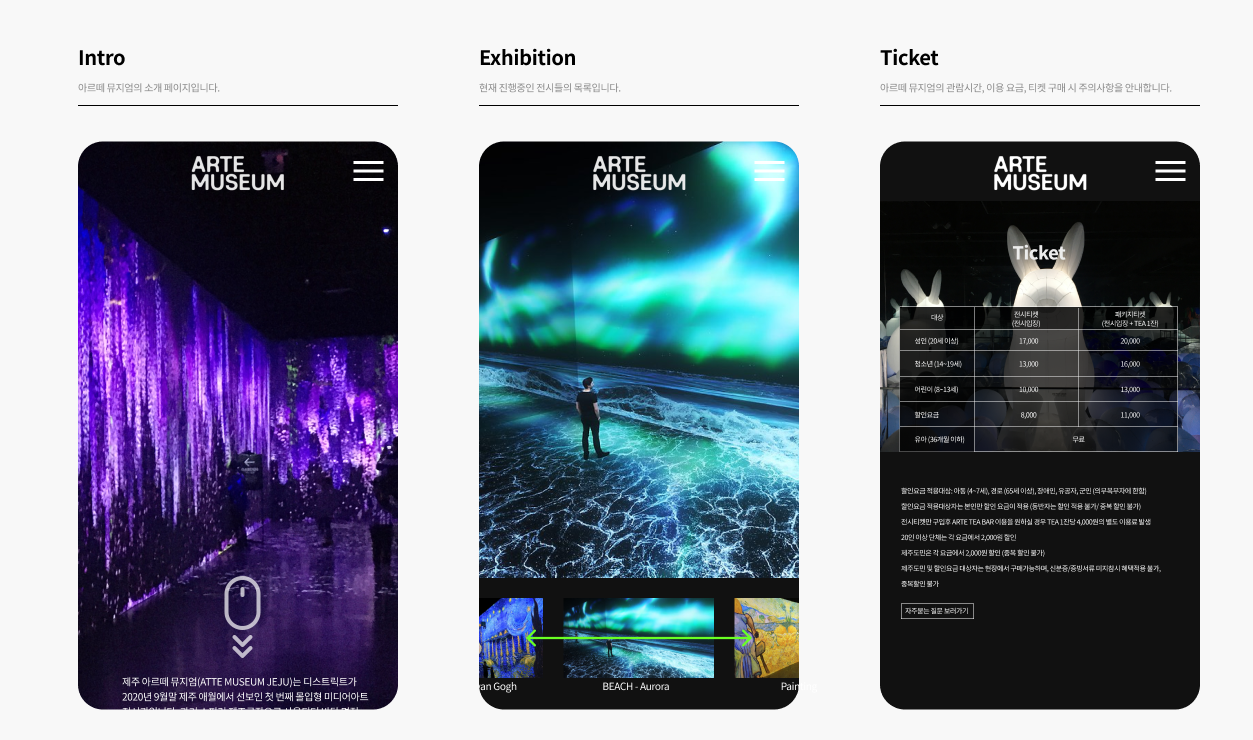 Intro
아르떼 뮤지엄의 소개 페이지입니다.
ARTE
MUSEUM
제주 아르떼 뮤지엄(ATTE MUSEUM JEJU)는 디스트릭트가
2020년 9월말 제주 애월에서 선보인 첫 번째 몰입형 미디어아트
Exhibition
현재 진행중인 전시들의 목록입니다.
ARTE
MUSEUM
van Gogh
BEACH - Aurora
Ticket
아르떼 뮤지엄의 관람시간, 이용 요금, 티켓 구매 시 주의사항을 안내합니다.
ARTE
MUSEUM
Ticket
대상 전시티켓 (전시입장) 패키지티켓 (전시입장 + TEA 1잔)
성인 (20세 이상) 17,000 20,000
청소년 (14~19세) 13,000 16,000
어린이 (8~13세) 10,000 13,000
할인요금 8,000 11,000
유아 (36개월 이하) 무료
할인요금 적용대상: 아동 (4~7세), 경로 (65세 이상), 장애인, 유공자, 군인 (의무복무자에 한함)
할인요금 적용대상자는 본인만 할인 요금이 적용 (동반자는 할인 적용 불가/ 중복 할인 불가)
전시티켓만 구입후 ARTE TEA BAR 이용을 원하실 경우 TEA 1잔당 4,000원의 별도 이용료 발생
20인 이상 단체는 각 요금에서 2,000원 할인
제주도민은 각 요금에서 2,000원 할인 (중복 할인 불가)
제주도민 및 할인요금 대상자는 현장에서 구매가능하며, 신분증/증빙서류 미지참시 혜택적용 불가,
중복할인 불가
자주묻는 질문 보러가기